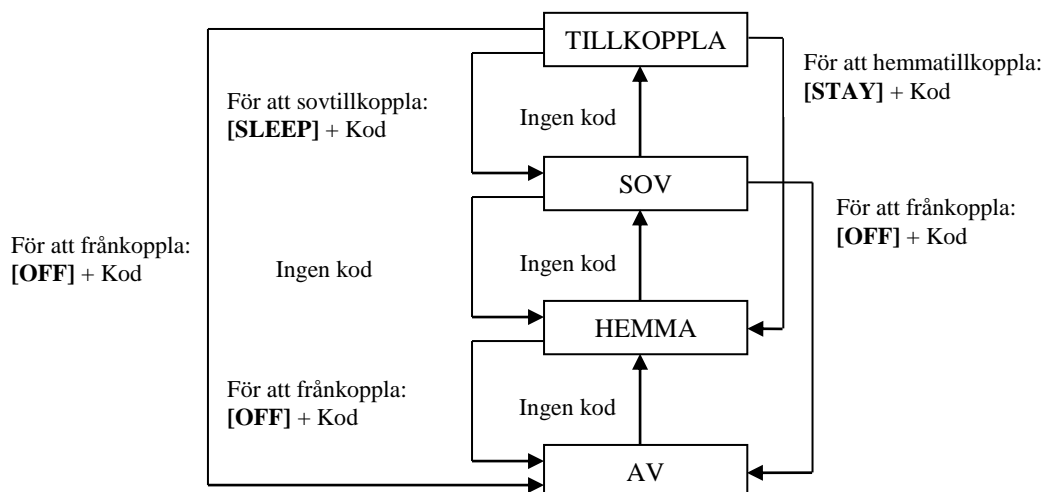 TILLKOPPLA
För att hemmatillkoppla:
[STAY] + Kod
För att sovtillkoppla:
[SLEEP] + Kod
Ingen kod
SOV
För att frånkoppla:
[OFF] + Kod
För att frånkoppla:
[OFF] + Kod
Ingen kod
Ingen kod
HEMMA
För att frånkoppla:
[OFF] + Kod
Ingen kod
AV